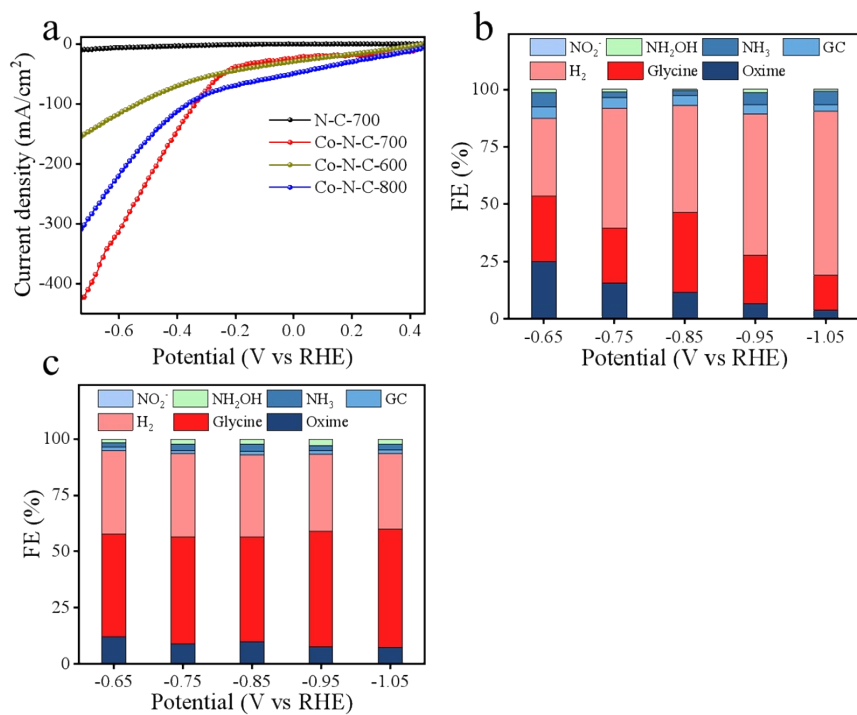 a
0
-100
-200
-300
-400
Current density (mA/cm²)
N-C-700
Co-N-C-700
Co-N-C-600
Co-N-C-800
-0.6 -0.4 -0.2 0.0 0.2 0.4
Potential (V vs RHE)
b
NO₂⁻ NH₂OH NH₃ GC
H₂ Glycine Oxime
100
75
50
25
0
FE (%)
-0.65 -0.75 -0.85 -0.95 -1.05
Potential (V vs RHE)
c
NO₂⁻ NH₂OH NH₃ GC
H₂ Glycine Oxime
100
75
50
25
0
FE (%)
-0.65 -0.75 -0.85 -0.95 -1.05
Potential (V vs RHE)